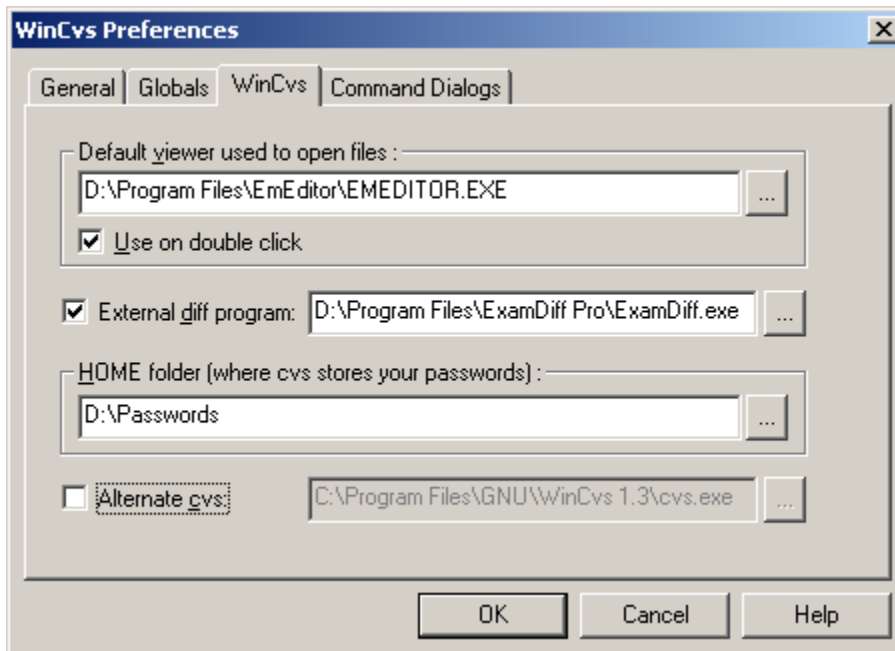 WinCvs Preferences
General Globals WinCvs Command Dialogs
Default viewer used to open files :
D:\Program Files\EmEditor\EMEDITOR.EXE ...
Use on double click
External diff program: D:\Program Files\ExamDiff Pro\ExamDiff.exe ...
HOME folder (where cvs stores your passwords) :
D:\Passwords ...
Alternate cvs: C:\Program Files\GNU\WinCvs 1.3\cvs.exe ...
OK Cancel Help